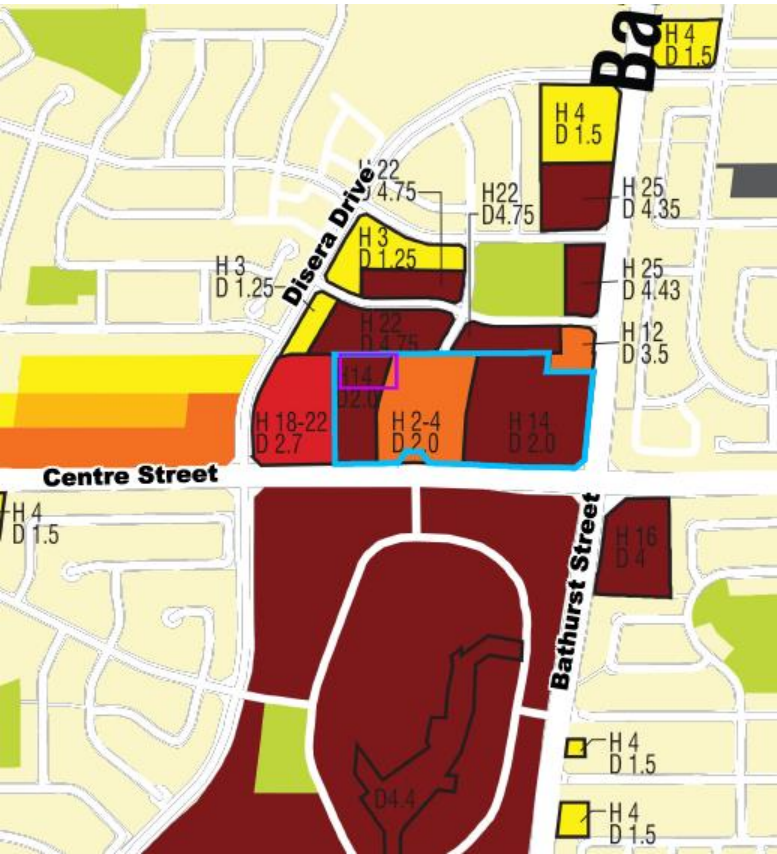 Ba
H 4
D 1.5
H 4
D 1.5
H 22
4.75
H22
D4.75
H 25
D 4.35
Disera Drive
H 3
D 1.25
H 3
D 1.25
H 25
D 4.43
H 22
D 4.75
H 12
D 3.5
H14
D2.0
H 18-22
D 2.7
H 2-4
D 2.0
H 14
D 2.0
Centre Street
H 4
D 1.5
Bathurst Street
H 16
D 4
H 4
D 1.5
D4.4
H 4
D 1.5